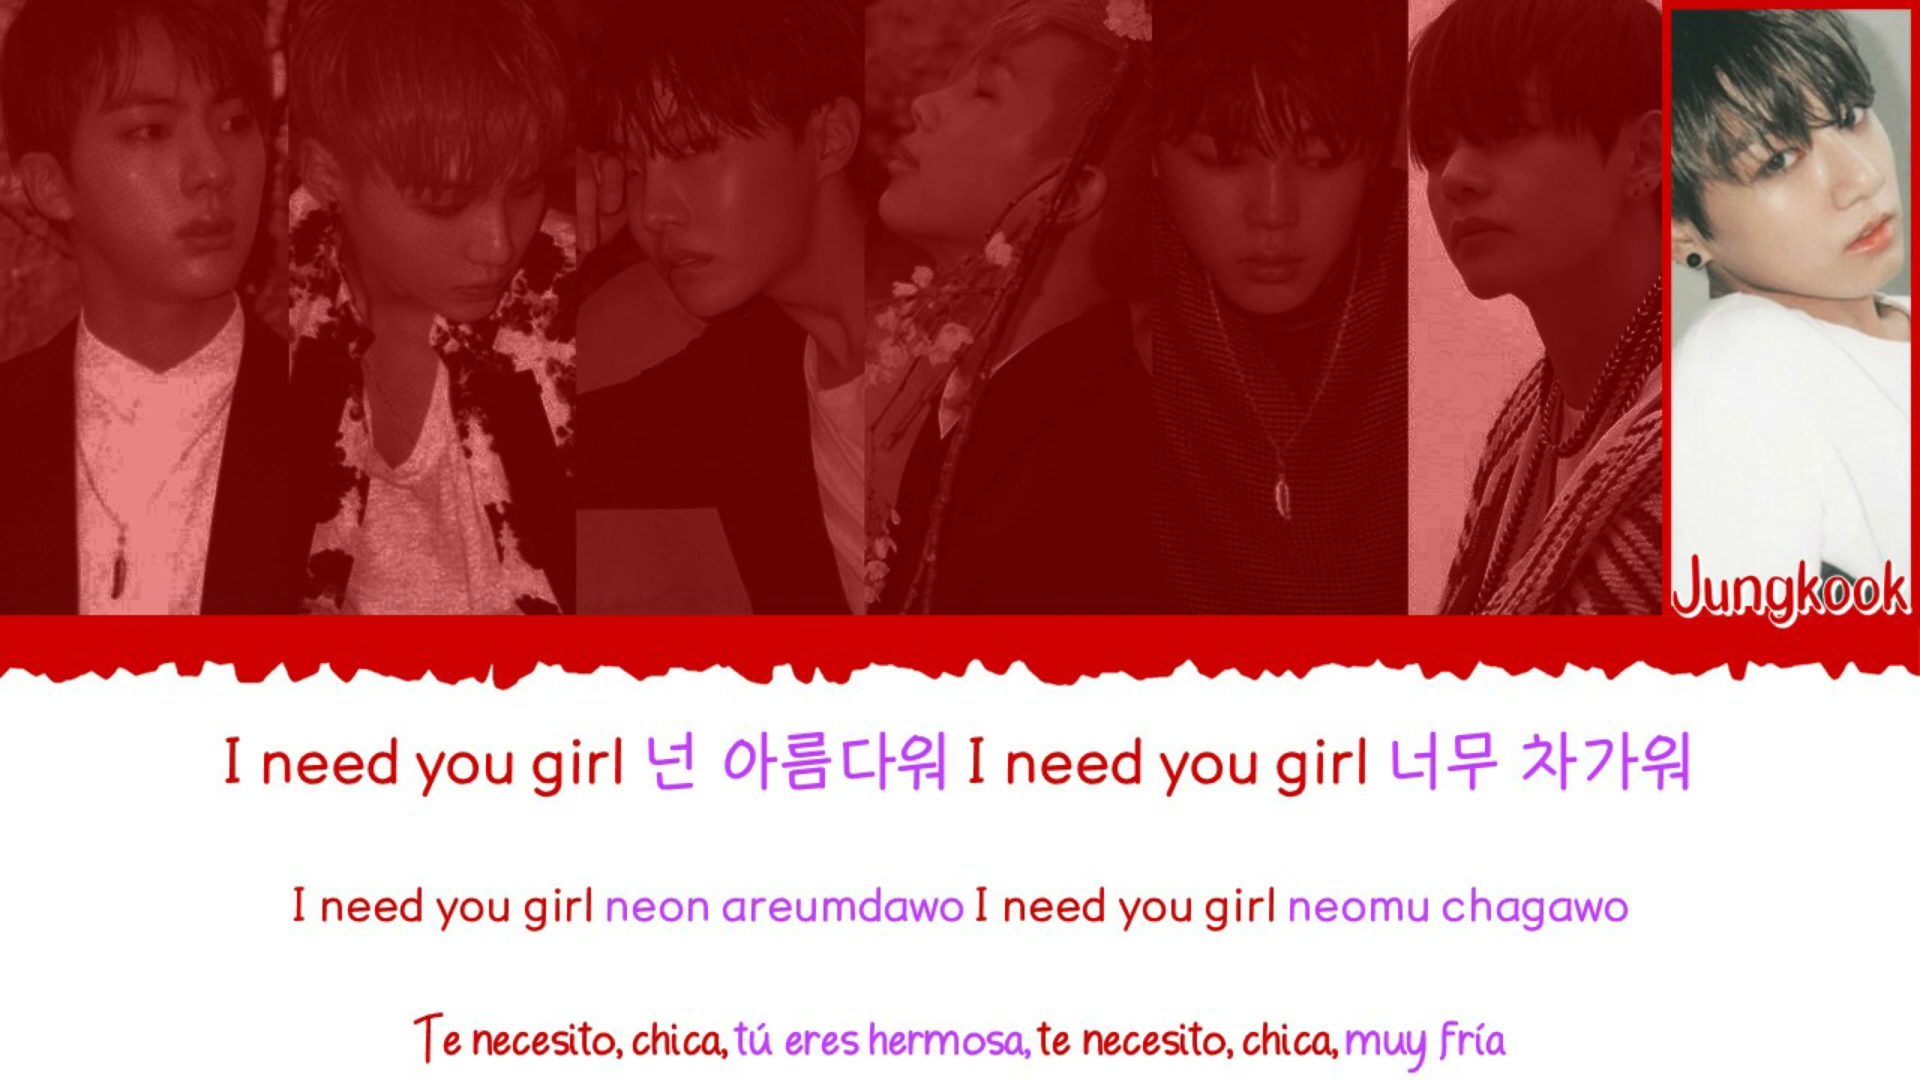 Jungkook
I need you girl 넌 아름다워 I need you girl 너무 차가워
I need you girl neon areumdawo I need you girl neomu chagawo
Te necesito, chica, tú eres hermosa, te necesito, chica, muy fría